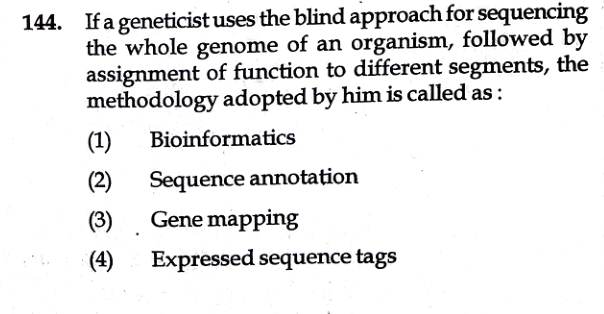 144. If a geneticist uses the blind approach for sequencing
the whole genome of an organism, followed by
assignment of function to different segments, the
methodology adopted by him is called as :
(1) Bioinformatics
(2) Sequence annotation
(3) Gene mapping
(4) Expressed sequence tags